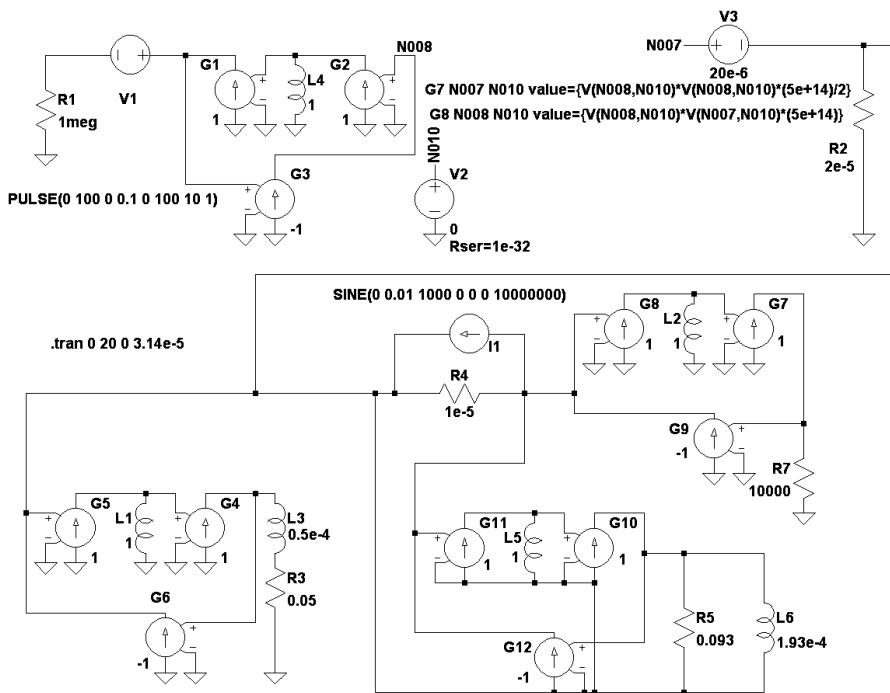 V3
N007
20e-6
N008
G1
L4
G2
V1
R1
1meg
1
1
1
G7 N007 N010 value={V(N008,N010)*V(N008,N010)*(5e+14)/2}
G8 N008 N010 value={V(N008,N010)*V(N007,N010)*(5e+14)}
R2
2e-5
N010
G3
V2
PULSE(0 100 0 0.1 0 100 10 1)
-1
0
Rser=1e-32
SINE(0 0.01 1000 0 0 0 10000000)
G8
L2
G7
I1
1
1
1
.tran 0 20 0 3.14e-5
R4
1e-5
G9
-1
R7
10000
G5
L1
G4
L3
0.5e-4
1
1
1
G11
L5
G10
1
1
1
R3
0.05
G6
-1
R5
0.093
L6
1.93e-4
G12
-1